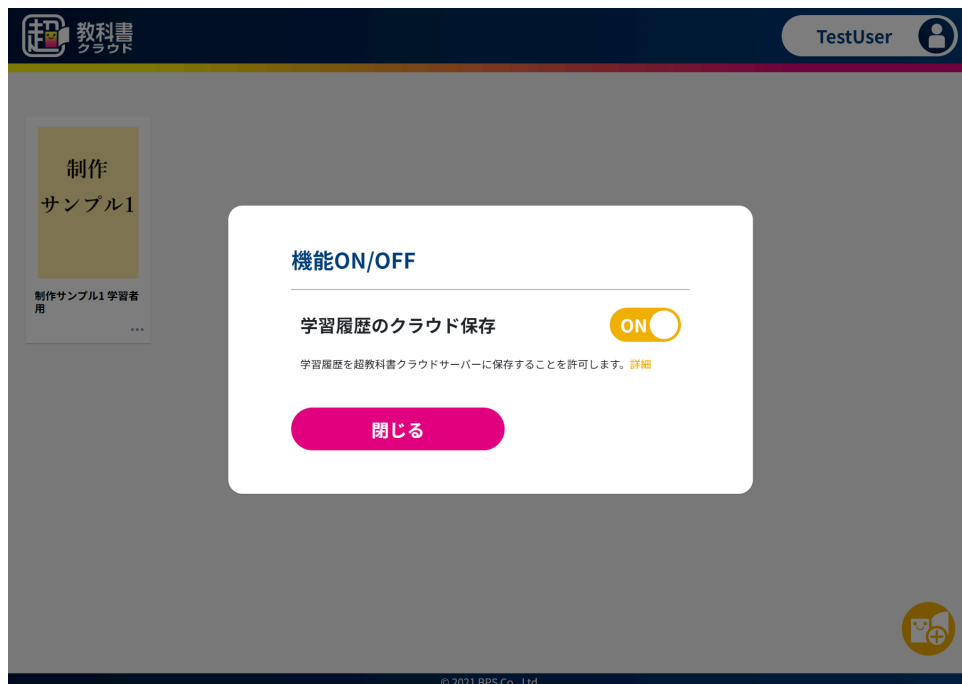 超 教科書
クラウド
TestUser
制作
サンプル1
制作サンプル1 学習者
用
機能ON/OFF
学習履歴のクラウド保存
ON
学習履歴を超教科書クラウドサーバーに保存することを許可します。詳細
閉じる
© 2021 BPS Co., Ltd.